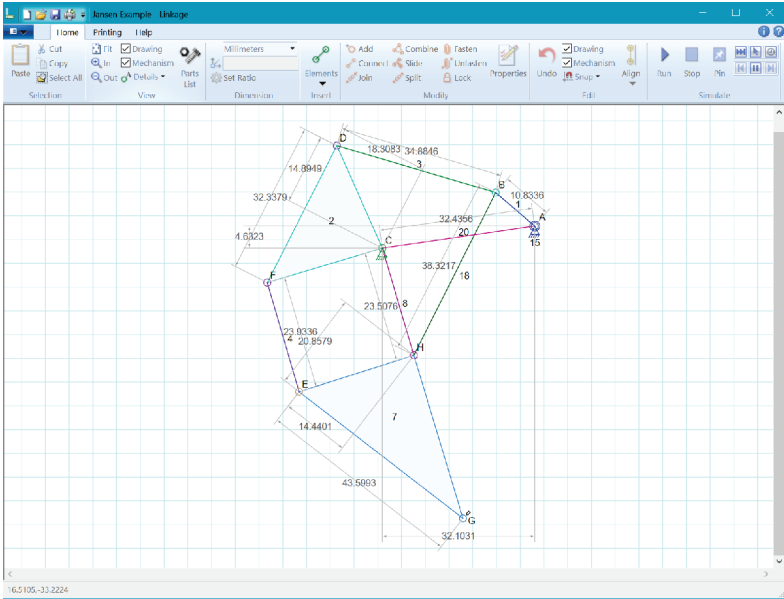 L Jansen Example - Linkage
Home Printing Help
Paste
Cut
Copy
Select All
Selection
Fit
In
Out
Drawing
Mechanism
Details
View
Parts List
Millimeters
Set Ratio
Dimension
Elements
Insert
Add Combine Fasten
Connect Slide Unfasten
Join Split Lock
Properties
Modify
Undo
Drawing
Mechanism
Snap
Align
Edit
Run Stop Pin
Simulate
D
18.3083 34.8846
3
14.8949
B
10.8336
1
32.3379
32.4356
A
2
20
15
4.6323
C
38.3217
18
F
23.5076 8
23.9336
4 20.8579
H
E
7
14.4401
43.5993
G
32.1031
16.5105,-33.2224